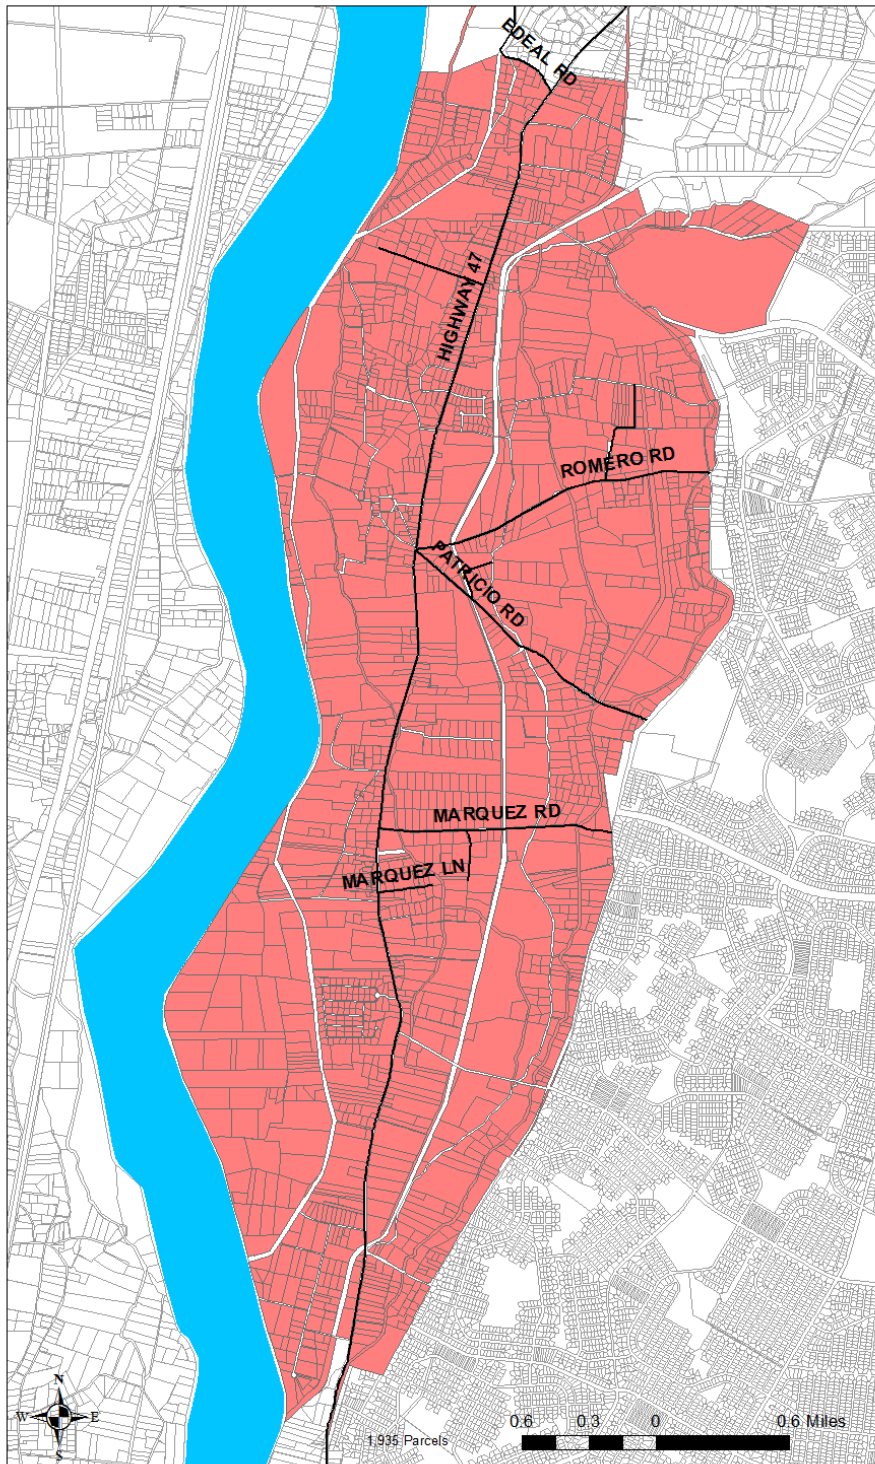 EDEAL RD
HIGHWAY 47
ROMERO RD
PATRICIO RD
MARQUEZ RD
MARQUEZ LN
N
W E
S
1,935 Parcels
0.6 0.3 0 0.6 Miles